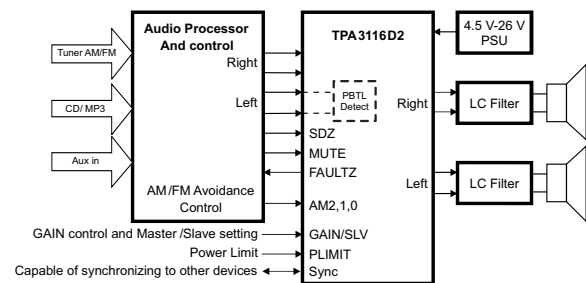 Audio Processor
And control
TPA3116D2
4.5 V-26 V
PSU
Tuner AM/FM
Right
CD/ MP3
Left
PBTL
Detect
Right
LC Filter
Aux in
SDZ
MUTE
FAULTZ
Left
LC Filter
AM/FM Avoidance
Control
AM2,1,0
GAIN control and Master /Slave setting
GAIN/SLV
Power Limit
PLIMIT
Capable of synchronizing to other devices
Sync